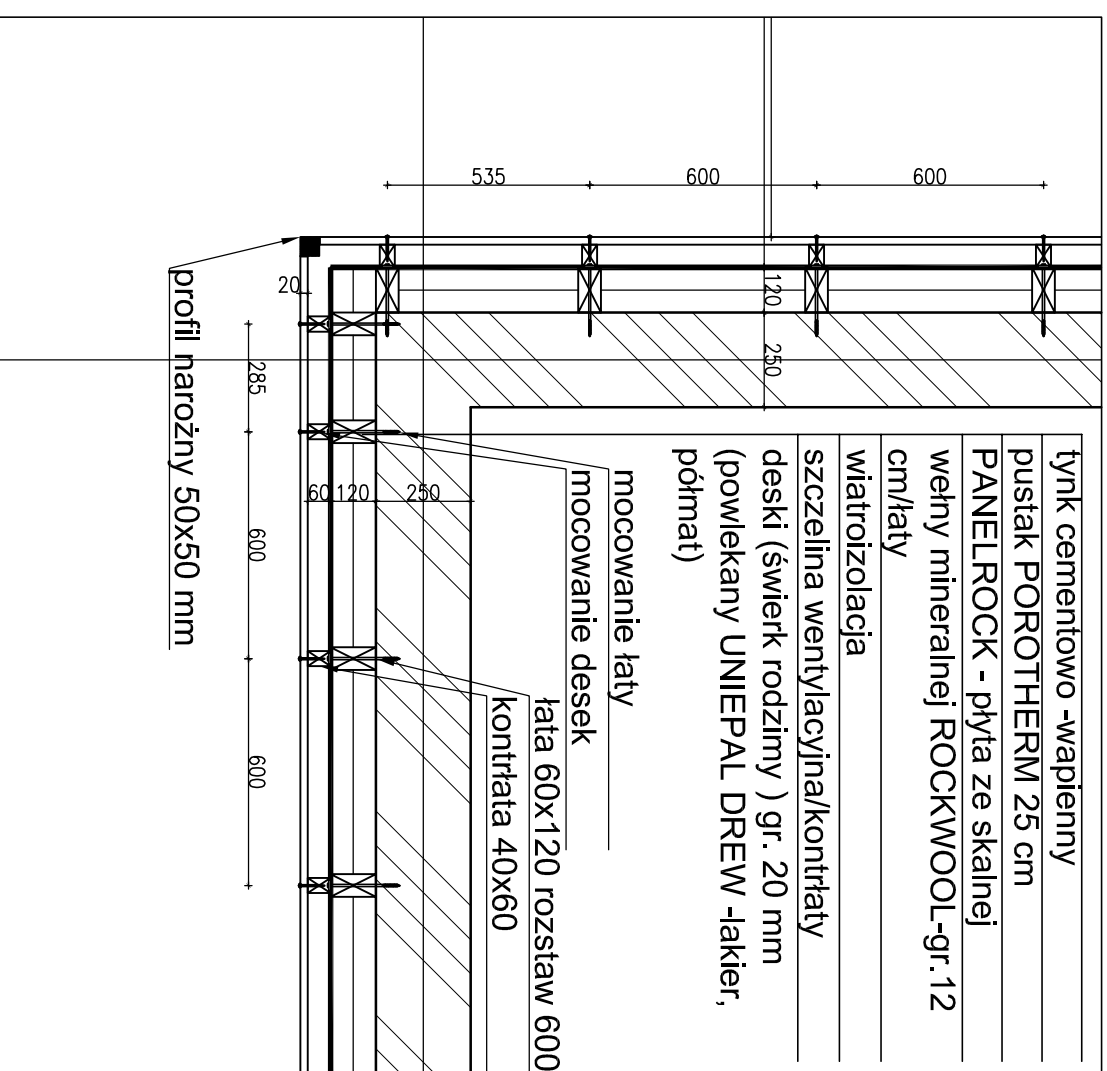 535
600
600
120
250
20
285
600
600
60
120
250
tynk cementowo -wapienny
pustak POROTHERM 25 cm
PANELROCK - płyta ze skalnej
wełny mineralnej ROCKWOOL-gr.12
cm/łaty
wiatroizolacja
szczelina wentylacyjna/kontrłaty
deski (świerk rodzimy ) gr. 20 mm
(powlekany UNIEPAL DREW -lakier,
półmat)
mocowanie łaty
mocowanie desek
łata 60x120 rozstaw 600
kontrłata 40x60
profil narożny 50x50 mm